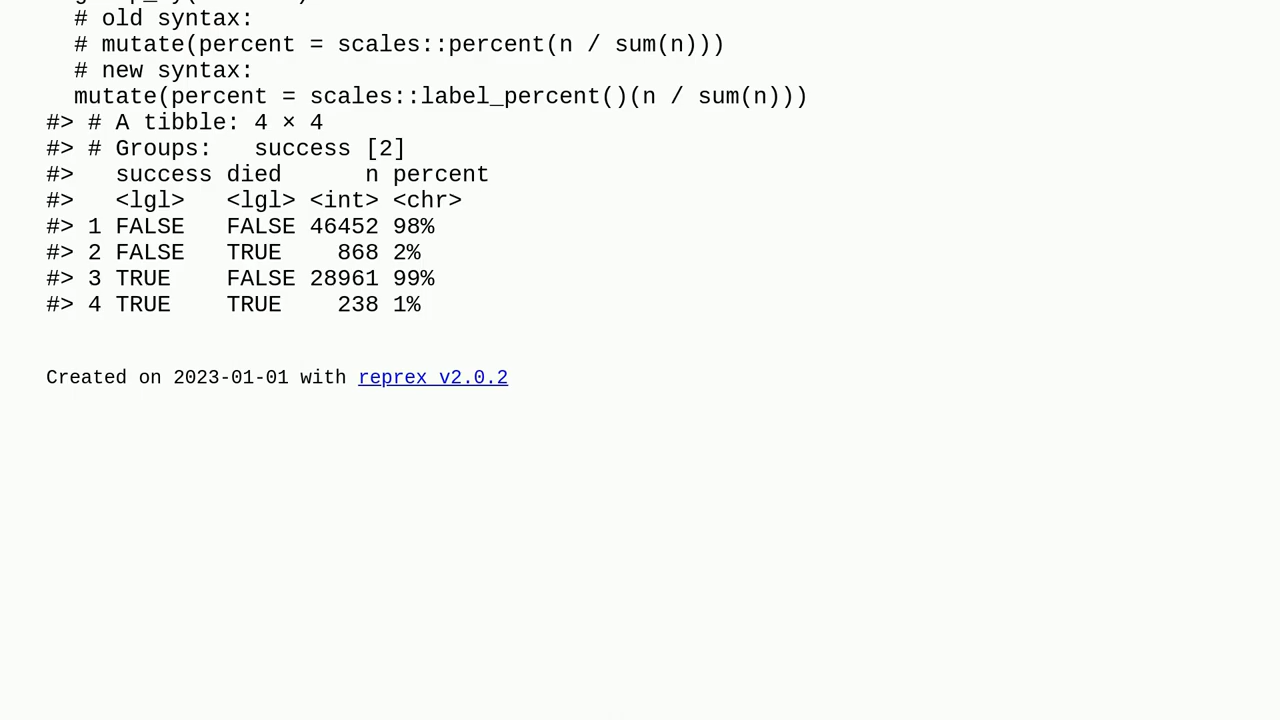 # old syntax:
# mutate(percent = scales::percent(n / sum(n)))
# new syntax:
mutate(percent = scales::label_percent()(n / sum(n)))
#> # A tibble: 4 × 4
#> # Groups:   success [2]
#>   success died      n percent
#>   <lgl>   <lgl> <int> <chr>
#> 1 FALSE   FALSE 46452 98%
#> 2 FALSE   TRUE    868 2%
#> 3 TRUE    FALSE 28961 99%
#> 4 TRUE    TRUE    238 1%
Created on 2023-01-01 with reprex v2.0.2